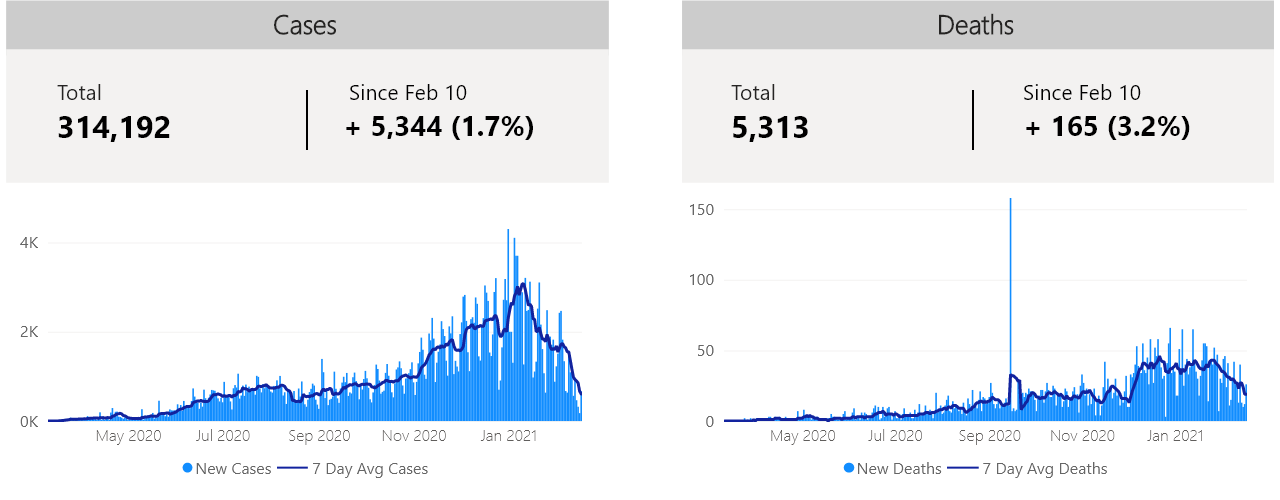 Cases
Total
314,192
Since Feb 10
+ 5,344 (1.7%)
4K
2K
0K
May 2020 Jul 2020 Sep 2020 Nov 2020 Jan 2021
New Cases 7 Day Avg Cases
Deaths
Total
5,313
Since Feb 10
+ 165 (3.2%)
150
100
50
0
May 2020 Jul 2020 Sep 2020 Nov 2020 Jan 2021
New Deaths 7 Day Avg Deaths